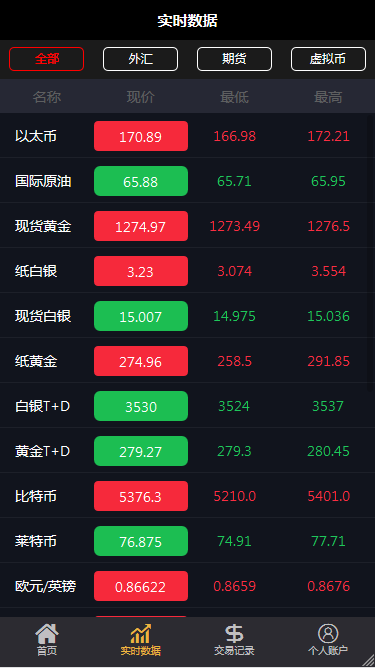 实时数据
全部 外汇 期货 虚拟币
名称 现价 最低 最高
以太币 170.89 166.98 172.21
国际原油 65.88 65.71 65.95
现货黄金 1274.97 1273.49 1276.5
纸白银 3.23 3.074 3.554
现货白银 15.007 14.975 15.036
纸黄金 274.96 258.5 291.85
白银T+D 3530 3524 3537
黄金T+D 279.27 279.3 280.45
比特币 5376.3 5210.0 5401.0
莱特币 76.875 74.91 77.71
欧元/英镑 0.86622 0.8659 0.8676
首页 实时数据 交易记录 个人账户